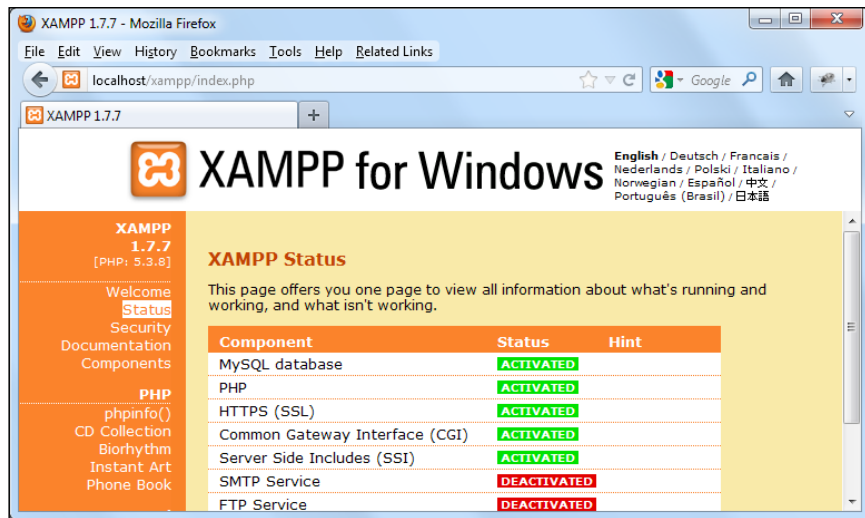 XAMPP 1.7.7 - Mozilla Firefox
File Edit View History Bookmarks Tools Help Related Links
localhost/xampp/index.php
Google
XAMPP 1.7.7
XAMPP for Windows
English / Deutsch / Francais /
Nederlands / Polski / Italiano /
Norwegian / Español / 中文 /
Português (Brasil) / 日本語
XAMPP
1.7.7
[PHP: 5.3.8]
Welcome
Status
Security
Documentation
Components
PHP
phpinfo()
CD Collection
Biorhythm
Instant Art
Phone Book
XAMPP Status
This page offers you one page to view all information about what's running and
working, and what isn't working.
Component Status Hint
MySQL database ACTIVATED
PHP ACTIVATED
HTTPS (SSL) ACTIVATED
Common Gateway Interface (CGI) ACTIVATED
Server Side Includes (SSI) ACTIVATED
SMTP Service DEACTIVATED
FTP Service DEACTIVATED